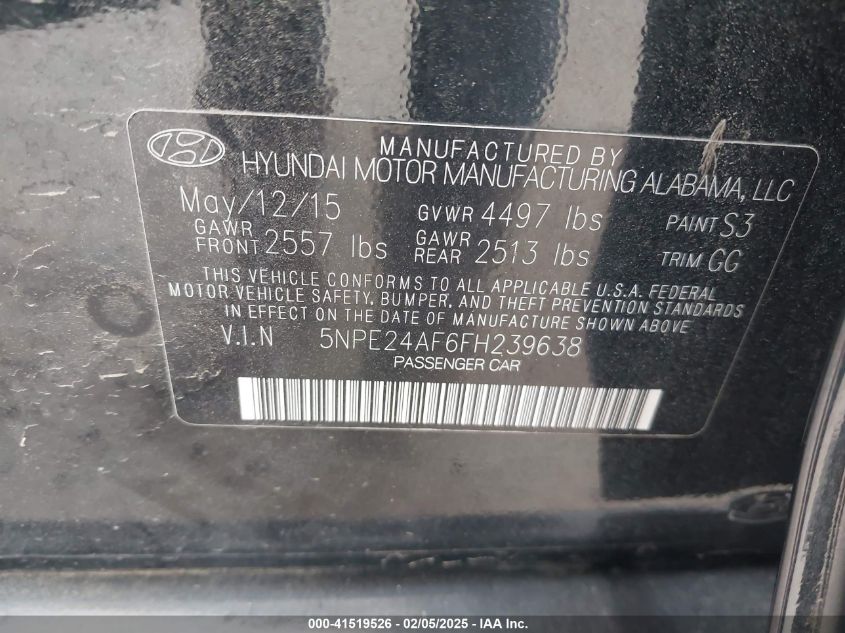 MANUFACTURED BY
HYUNDAI MOTOR MANUFACTURING ALABAMA, LLC
May/12/15 GVWR 4497 lbs PAINT S3
GAWR FRONT 2557 lbs GAWR REAR 2513 lbs TRIM GG
THIS VEHICLE CONFORMS TO ALL APPLICABLE U.S.A. FEDERAL
MOTOR VEHICLE SAFETY, BUMPER, AND THEFT PREVENTION STANDARDS
IN EFFECT ON THE DATE OF MANUFACTURE SHOWN ABOVE
V.I.N 5NPE24AF6FH239638
PASSENGER CAR
000-41519526 - 02/05/2025 - IAA Inc.